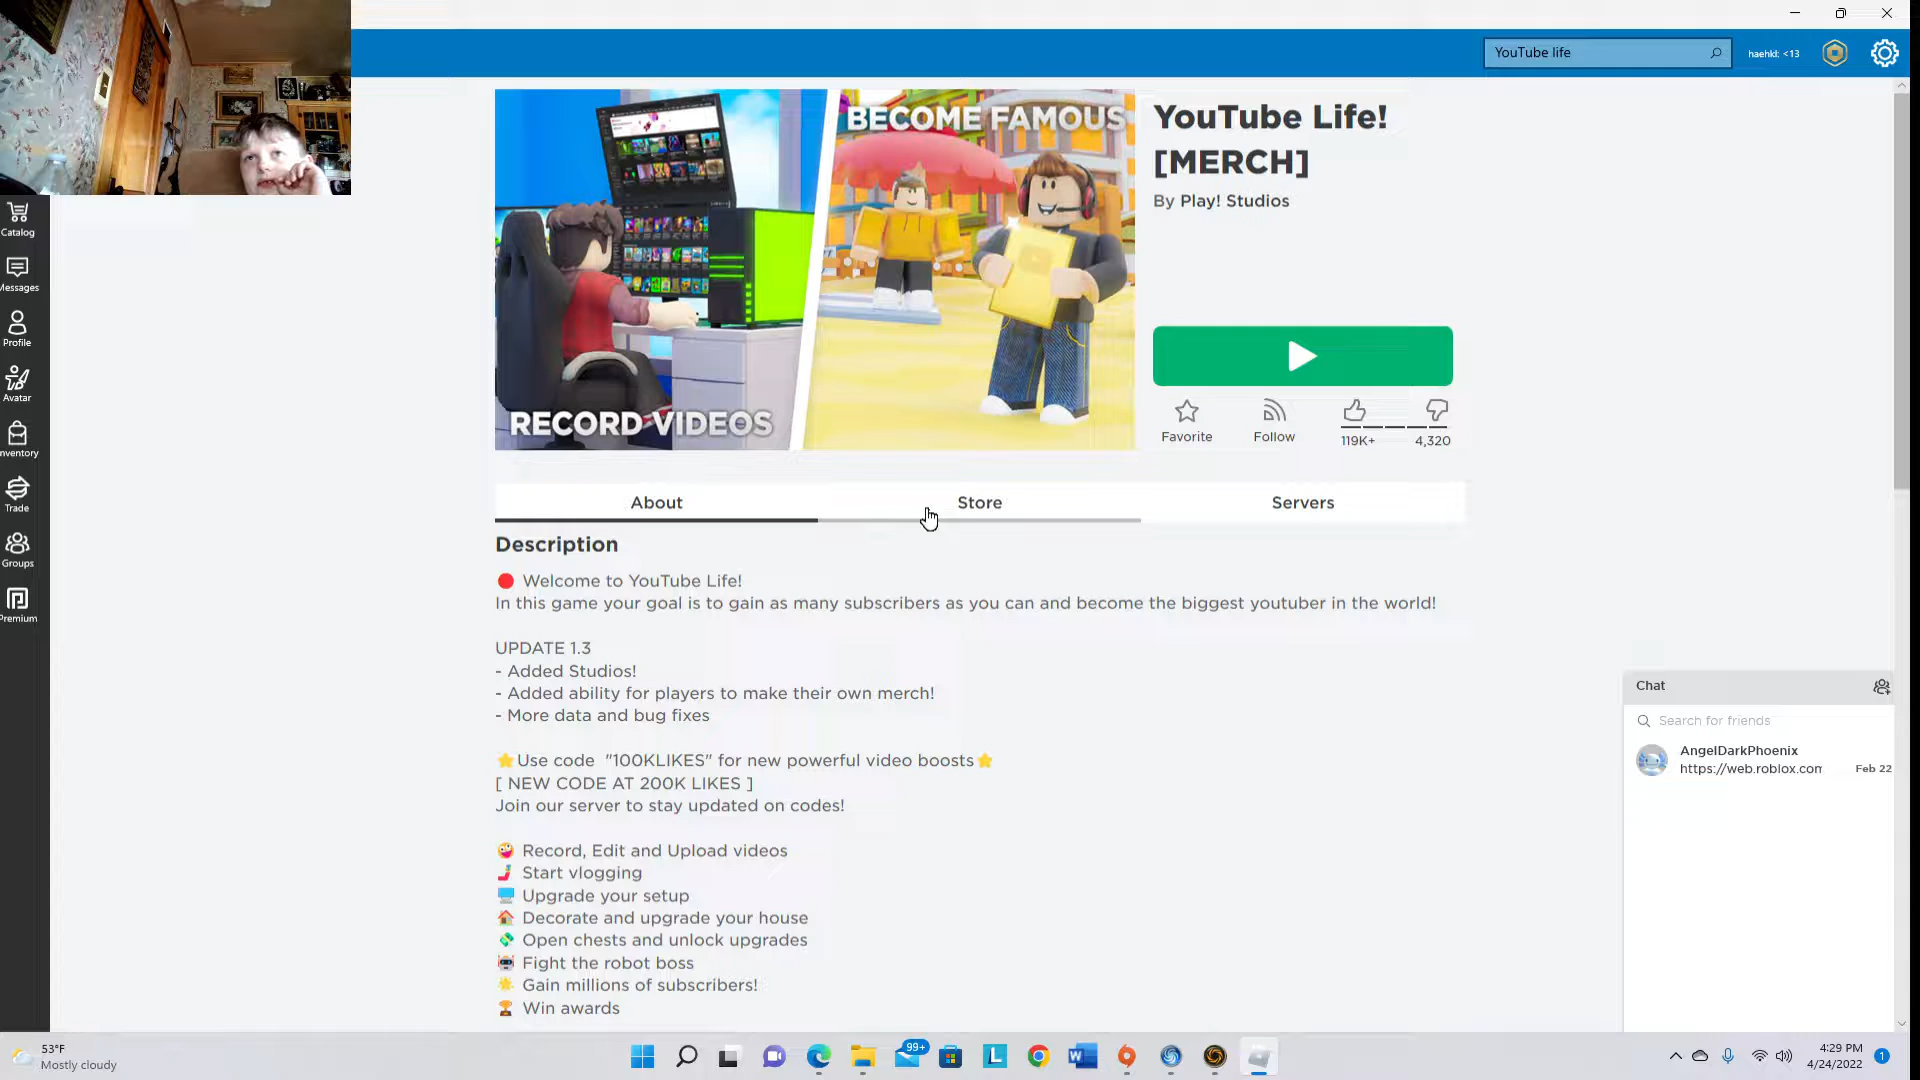 YouTube life
haehld: <13
BECOME FAMOUS
RECORD VIDEOS
YouTube Life!
[MERCH]
By Play! Studios
Favorite
Follow
119K+
4,320
Catalog
Messages
Profile
Avatar
nventory
Trade
Groups
Premium
About
Store
Servers
Description
🔴 Welcome to YouTube Life!
In this game your goal is to gain as many subscribers as you can and become the biggest youtuber in the world!
UPDATE 1.3
- Added Studios!
- Added ability for players to make their own merch!
- More data and bug fixes
⭐Use code "100KLIKES" for new powerful video boosts⭐
[ NEW CODE AT 200K LIKES ]
Join our server to stay updated on codes!
🤪 Record, Edit and Upload videos
🤳 Start vlogging
🖥️ Upgrade your setup
🏠 Decorate and upgrade your house
💸 Open chests and unlock upgrades
🤖 Fight the robot boss
🌟 Gain millions of subscribers!
🏆 Win awards
Chat
Search for friends
AngelDarkPhoenix
https://web.roblox.com
Feb 22
53°F
Mostly cloudy
99+
L
W
4:29 PM
4/24/2022
1